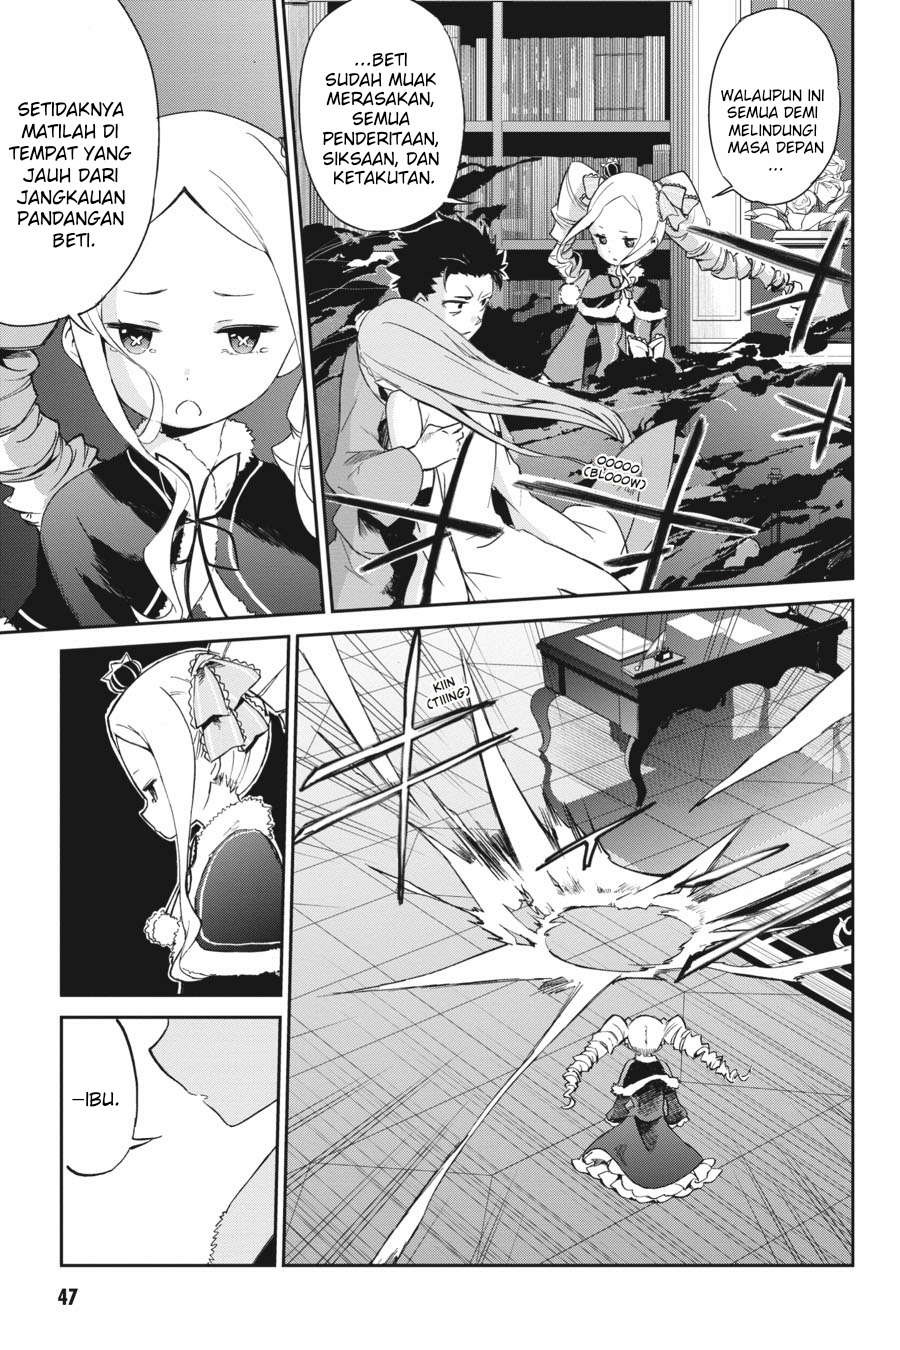 WALAUPUN INI
SEMUA DEMI
MELINDUNGI
MASA DEPAN
...
...BETI
SUDAH MUAK
MERASAKAN,
SEMUA
PENDERITAAN,
SIKSAAN, DAN
KETAKUTAN.
OOOOO
(BLOOOW)
SETIDAKNYA
MATILAH DI
TEMPAT YANG
JAUH DARI
JANGKAUAN
PANDANGAN
BETI.
KIIN
(TIIING)
–IBU.
47